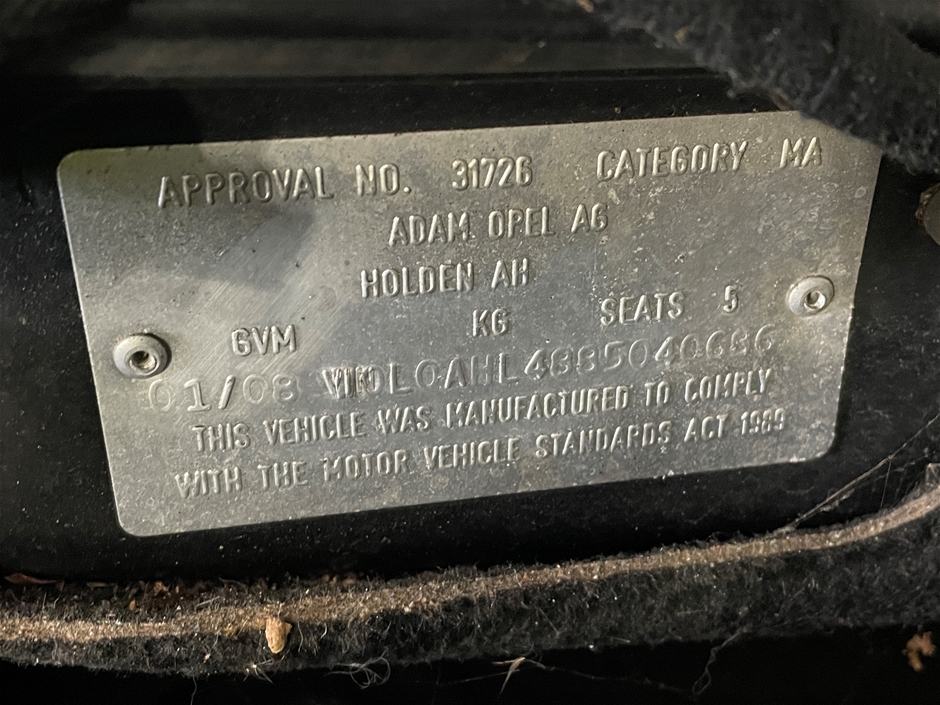 APPROVAL NO. 31726 CATEGORY MA
ADAM OPEL AG
HOLDEN AH
GVM KG SEATS 5
01/08 VIN W0L0AHL4885040686
THIS VEHICLE WAS MANUFACTURED TO COMPLY
WITH THE MOTOR VEHICLE STANDARDS ACT 1989